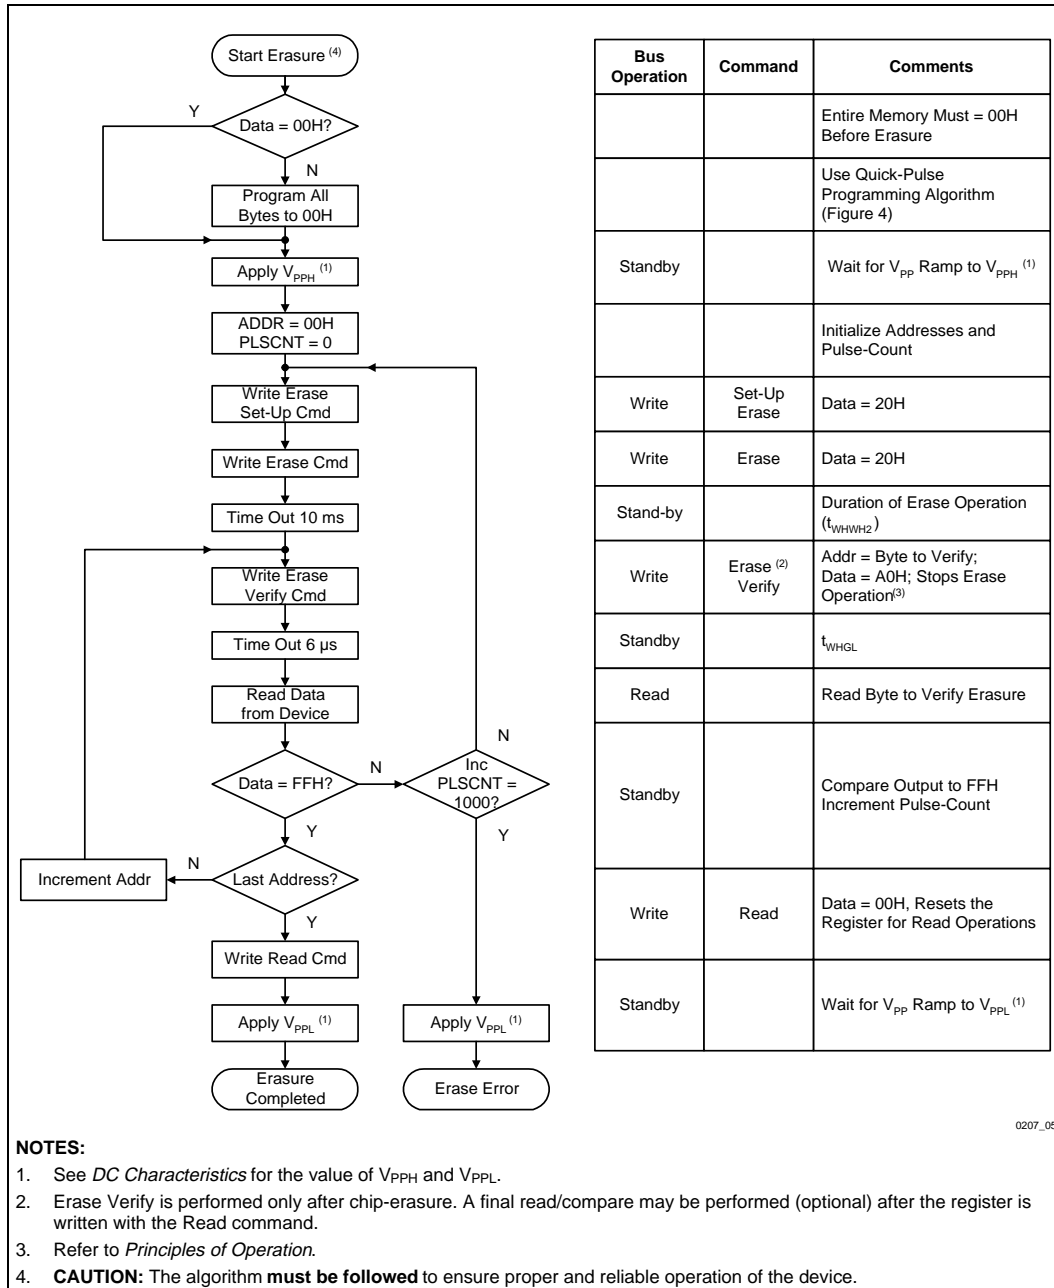 Start Erasure (4)
Y
Data = 00H?
N
Program All
Bytes to 00H
Apply VPPH (1)
ADDR = 00H
PLSCNT = 0
Write Erase
Set-Up Cmd
Write Erase Cmd
Time Out 10 ms
Write Erase
Verify Cmd
Time Out 6 µs
Read Data
from Device
Data = FFH?
N
Inc
PLSCNT =
1000?
N
Y
Y
Increment Addr
N
Last Address?
Y
Write Read Cmd
Apply VPPL (1)
Apply VPPL (1)
Erasure
Completed
Erase Error
Bus
Operation
Command
Comments
Entire Memory Must = 00H
Before Erasure
Use Quick-Pulse
Programming Algorithm
(Figure 4)
Standby
Wait for VPP Ramp to VPPH (1)
Initialize Addresses and
Pulse-Count
Write
Set-Up
Erase
Data = 20H
Write
Erase
Data = 20H
Stand-by
Duration of Erase Operation
(tWHWH2)
Write
Erase (2)
Verify
Addr = Byte to Verify;
Data = A0H; Stops Erase
Operation(3)
Standby
tWHGL
Read
Read Byte to Verify Erasure
Standby
Compare Output to FFH
Increment Pulse-Count
Write
Read
Data = 00H, Resets the
Register for Read Operations
Standby
Wait for VPP Ramp to VPPL (1)
0207_05
NOTES:
1. See DC Characteristics for the value of VPPH and VPPL.
2. Erase Verify is performed only after chip-erasure. A final read/compare may be performed (optional) after the register is
written with the Read command.
3. Refer to Principles of Operation.
4. CAUTION: The algorithm must be followed to ensure proper and reliable operation of the device.